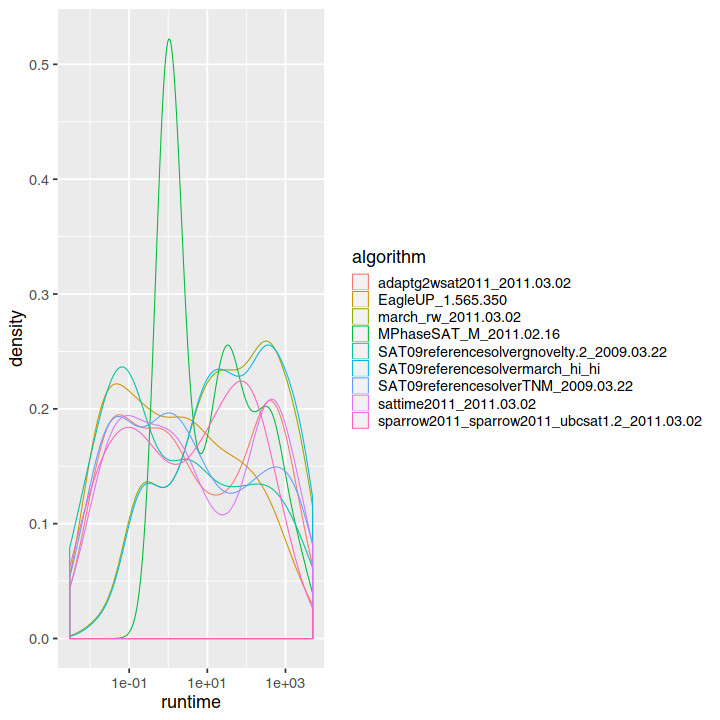 0.5
0.4
0.3
0.2
0.1
0.0
density
1e-01 1e+01 1e+03
runtime
algorithm
adaptg2wsat2011_2011.03.02
EagleUP_1.565.350
march_rw_2011.03.02
MPhaseSAT_M_2011.02.16
SAT09referencesolvergnovelty.2_2009.03.22
SAT09referencesolvermarch_hi_hi
SAT09referencesolverTNM_2009.03.22
sattime2011_2011.03.02
sparrow2011_sparrow2011_ubcsat1.2_2011.03.02